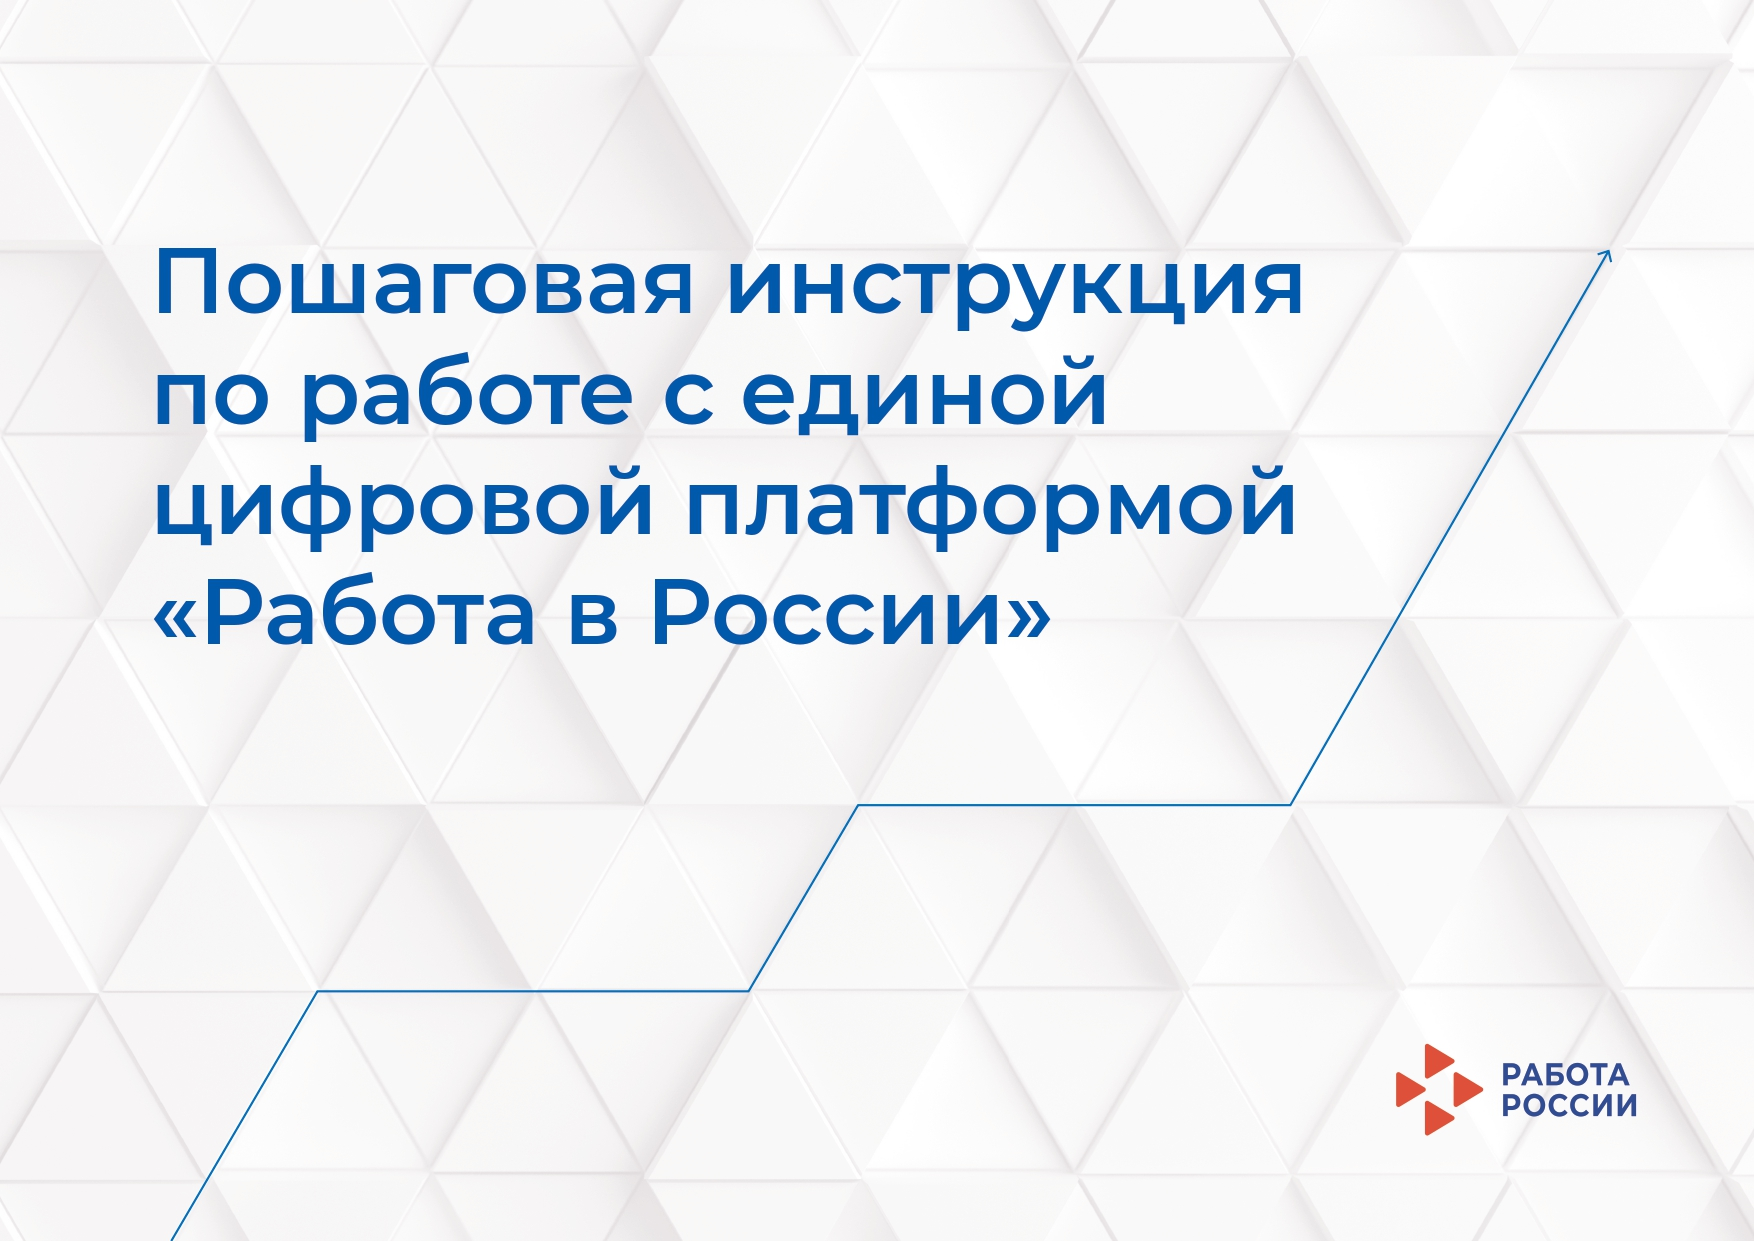 Пошаговая инструкция
по работе с единой
цифровой платформой
«Работа в России»
РАБОТА
РОССИИ